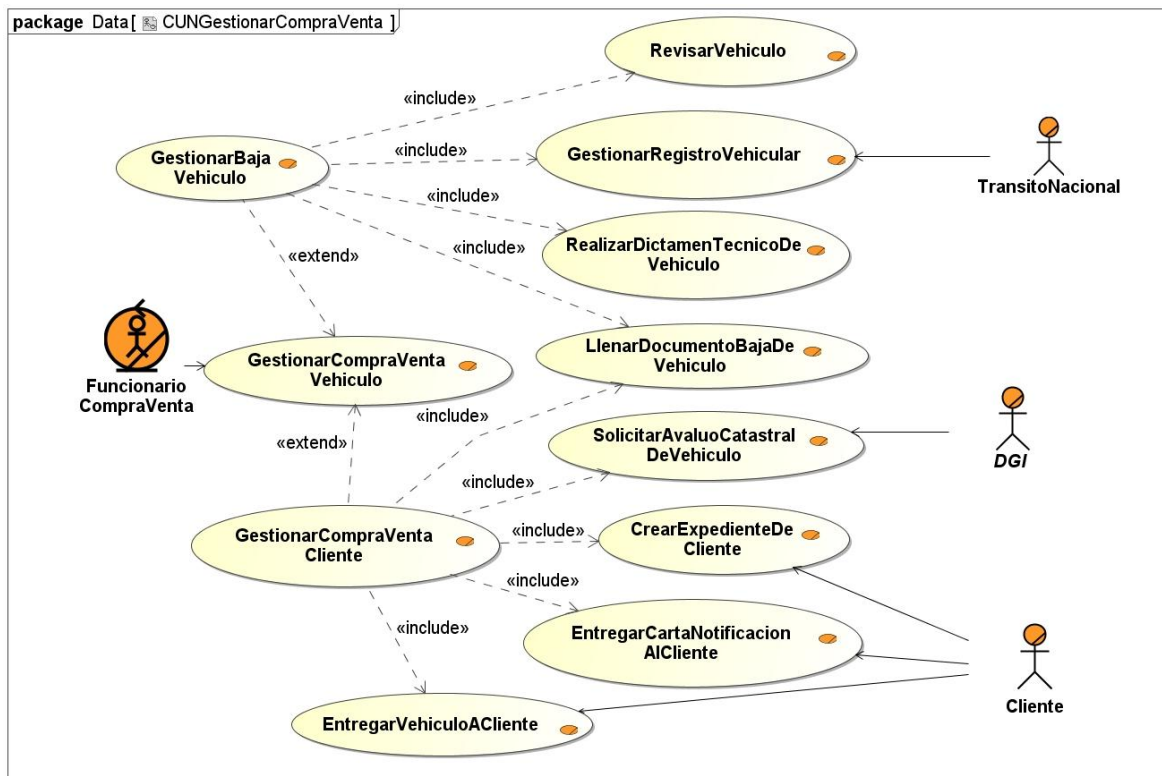 package Data[ CUNGestionarCompraVenta ]
RevisarVehiculo
«include»
GestionarBaja
Vehiculo
«include»
GestionarRegistroVehicular
TransitoNacional
«include»
RealizarDictamenTecnicoDe
Vehiculo
«include»
«extend»
Funcionario
CompraVenta
GestionarCompraVenta
Vehiculo
LlenarDocumentoBajaDe
Vehiculo
«include»
«extend»
SolicitarAvaluoCatastral
DeVehiculo
DGI
«include»
GestionarCompraVenta
Cliente
«include»
CrearExpedienteDe
Cliente
«include»
«include»
EntregarCartaNotificacion
AlCliente
Cliente
EntregarVehiculoACliente